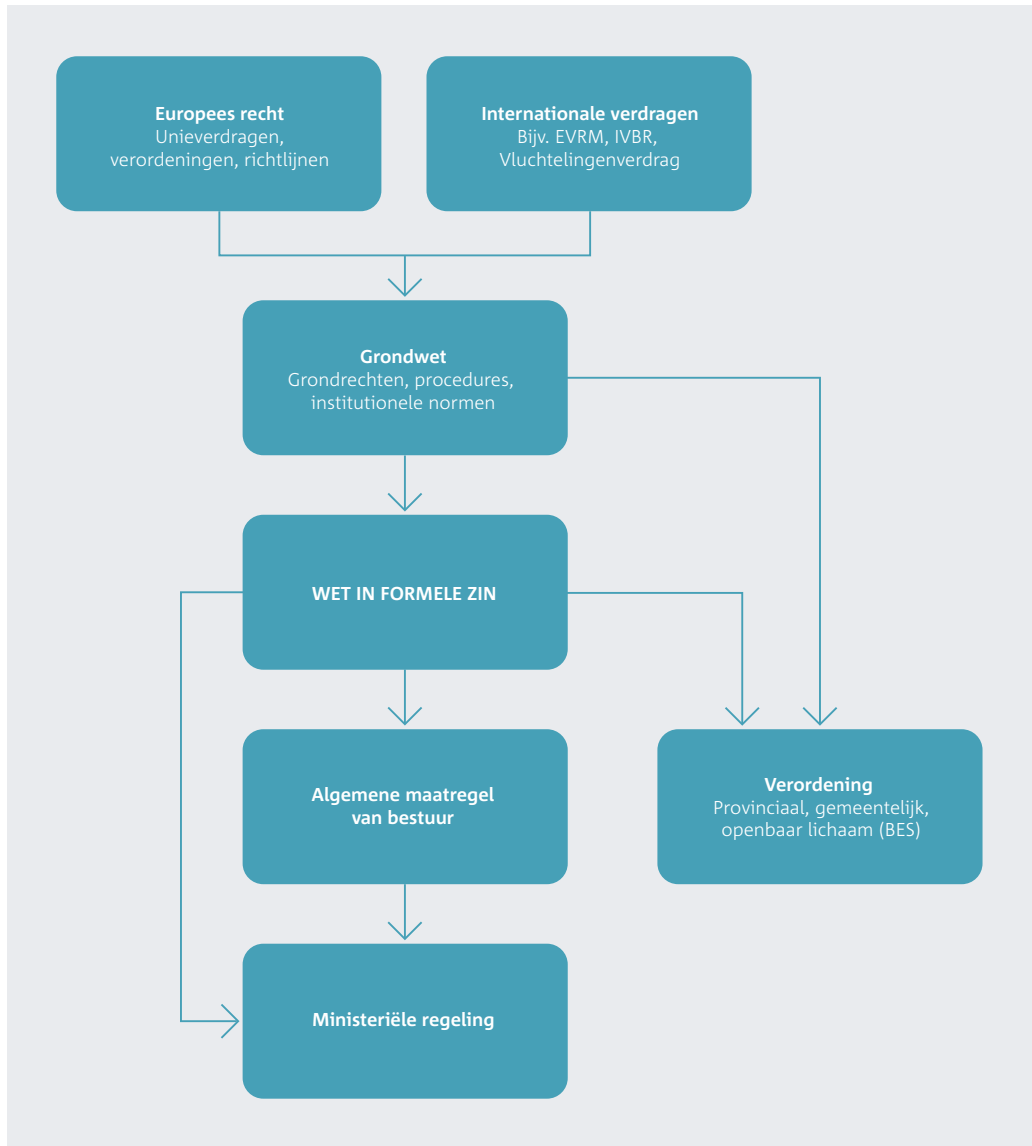 Europees recht
Unieverdragen,
verordeningen, richtlijnen
Internationale verdragen
Bijv. EVRM, IVBR,
Vluchtelingenverdrag
Grondwet
Grondrechten, procedures,
institutionele normen
WET IN FORMELE ZIN
Algemene maatregel
van bestuur
Verordening
Provinciaal, gemeentelijk,
openbaar lichaam (BES)
Ministeriële regeling